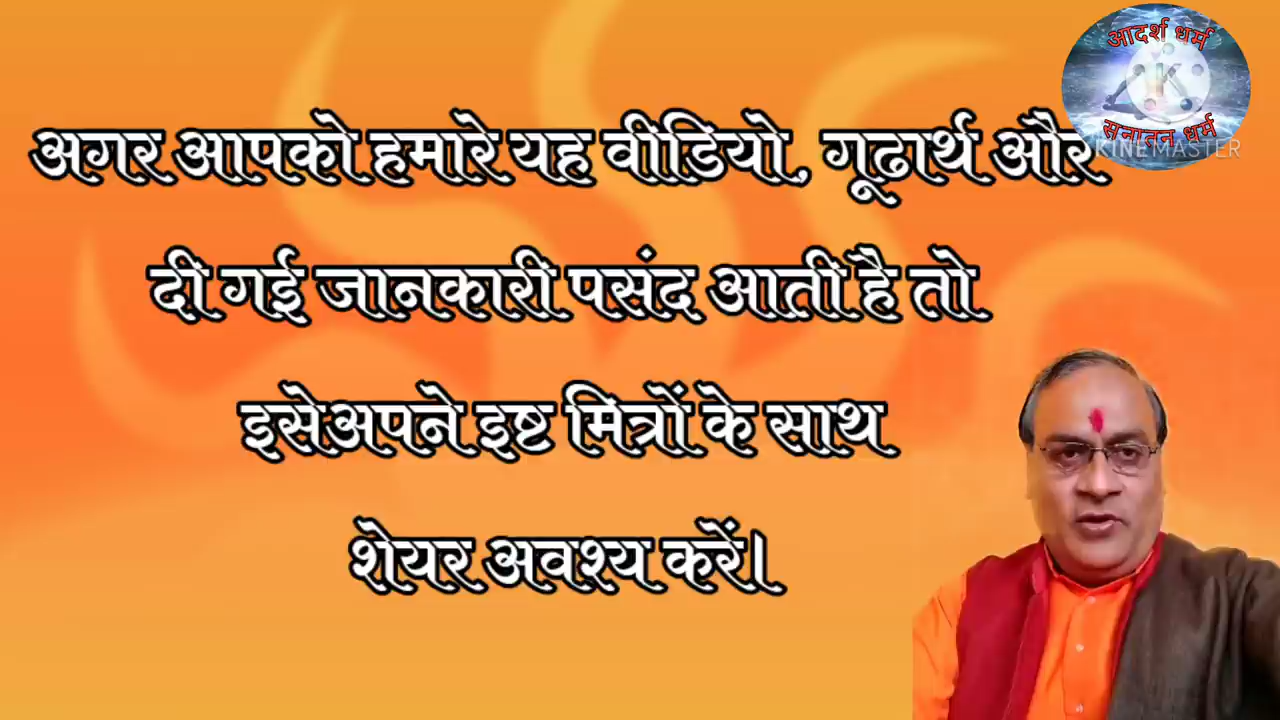 आदर्श धर्म
सनातन धर्म
KINEMASTER
अगर आपको हमारे यह वीडियो, गूढार्थ और
दी गई जानकारी पसंद आती है तो
इसेअपने इष्ट मित्रों के साथ
शेयर अवश्य करें।